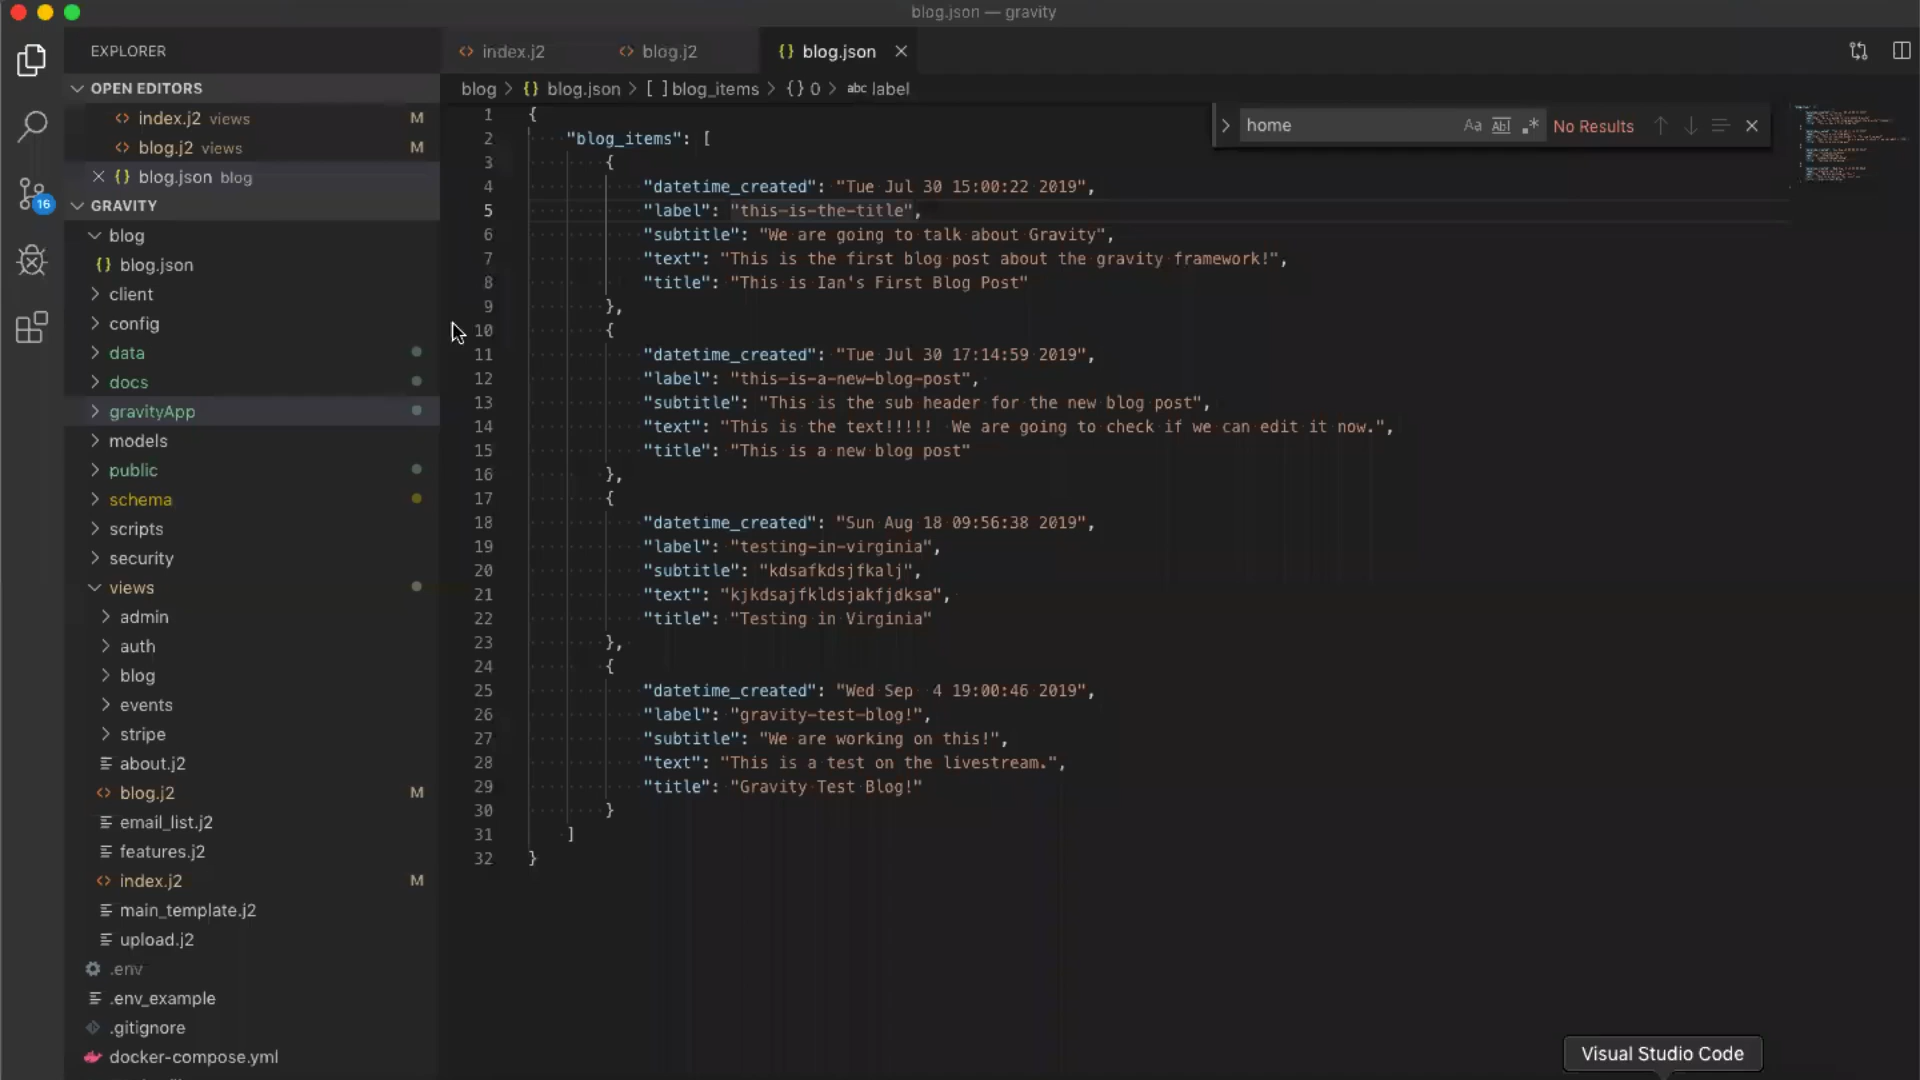 blog.json — gravity
EXPLORER
OPEN EDITORS
index.j2 views M
blog.j2 views M
blog.json blog
GRAVITY
blog
blog.json
client
config
data
docs
gravityApp
models
public
schema
scripts
security
views
admin
auth
blog
events
stripe
about.j2
blog.j2 M
email_list.j2
features.j2
index.j2 M
main_template.j2
upload.j2
.env
.env_example
.gitignore
docker-compose.yml
16
index.j2 blog.j2 {} blog.json
blog > {} blog.json > [ ] blog_items > {} 0 > abc label
home Aa Abl .* No Results
1 {
2 "blog_items": [
3 {
4 "datetime_created": "Tue Jul 30 15:00:22 2019",
5 "label": "this-is-the-title",
6 "subtitle": "We are going to talk about Gravity",
7 "text": "This is the first blog post about the gravity framework!",
8 "title": "This is Ian's First Blog Post"
9 },
10 {
11 "datetime_created": "Tue Jul 30 17:14:59 2019",
12 "label": "this-is-a-new-blog-post",
13 "subtitle": "This is the sub header for the new blog post",
14 "text": "This is the text!!!!!  We are going to check if we can edit it now.",
15 "title": "This is a new blog post"
16 },
17 {
18 "datetime_created": "Sun Aug 18 09:56:38 2019",
19 "label": "testing-in-virginia",
20 "subtitle": "kdsafkdsjfkalj",
21 "text": "kjkdsajfkldsjakfjdksa",
22 "title": "Testing in Virginia"
23 },
24 {
25 "datetime_created": "Wed Sep  4 19:00:46 2019",
26 "label": "gravity-test-blog!",
27 "subtitle": "We are working on this!",
28 "text": "This is a test on the livestream.",
29 "title": "Gravity Test Blog!"
30 }
31 ]
32 }
Visual Studio Code